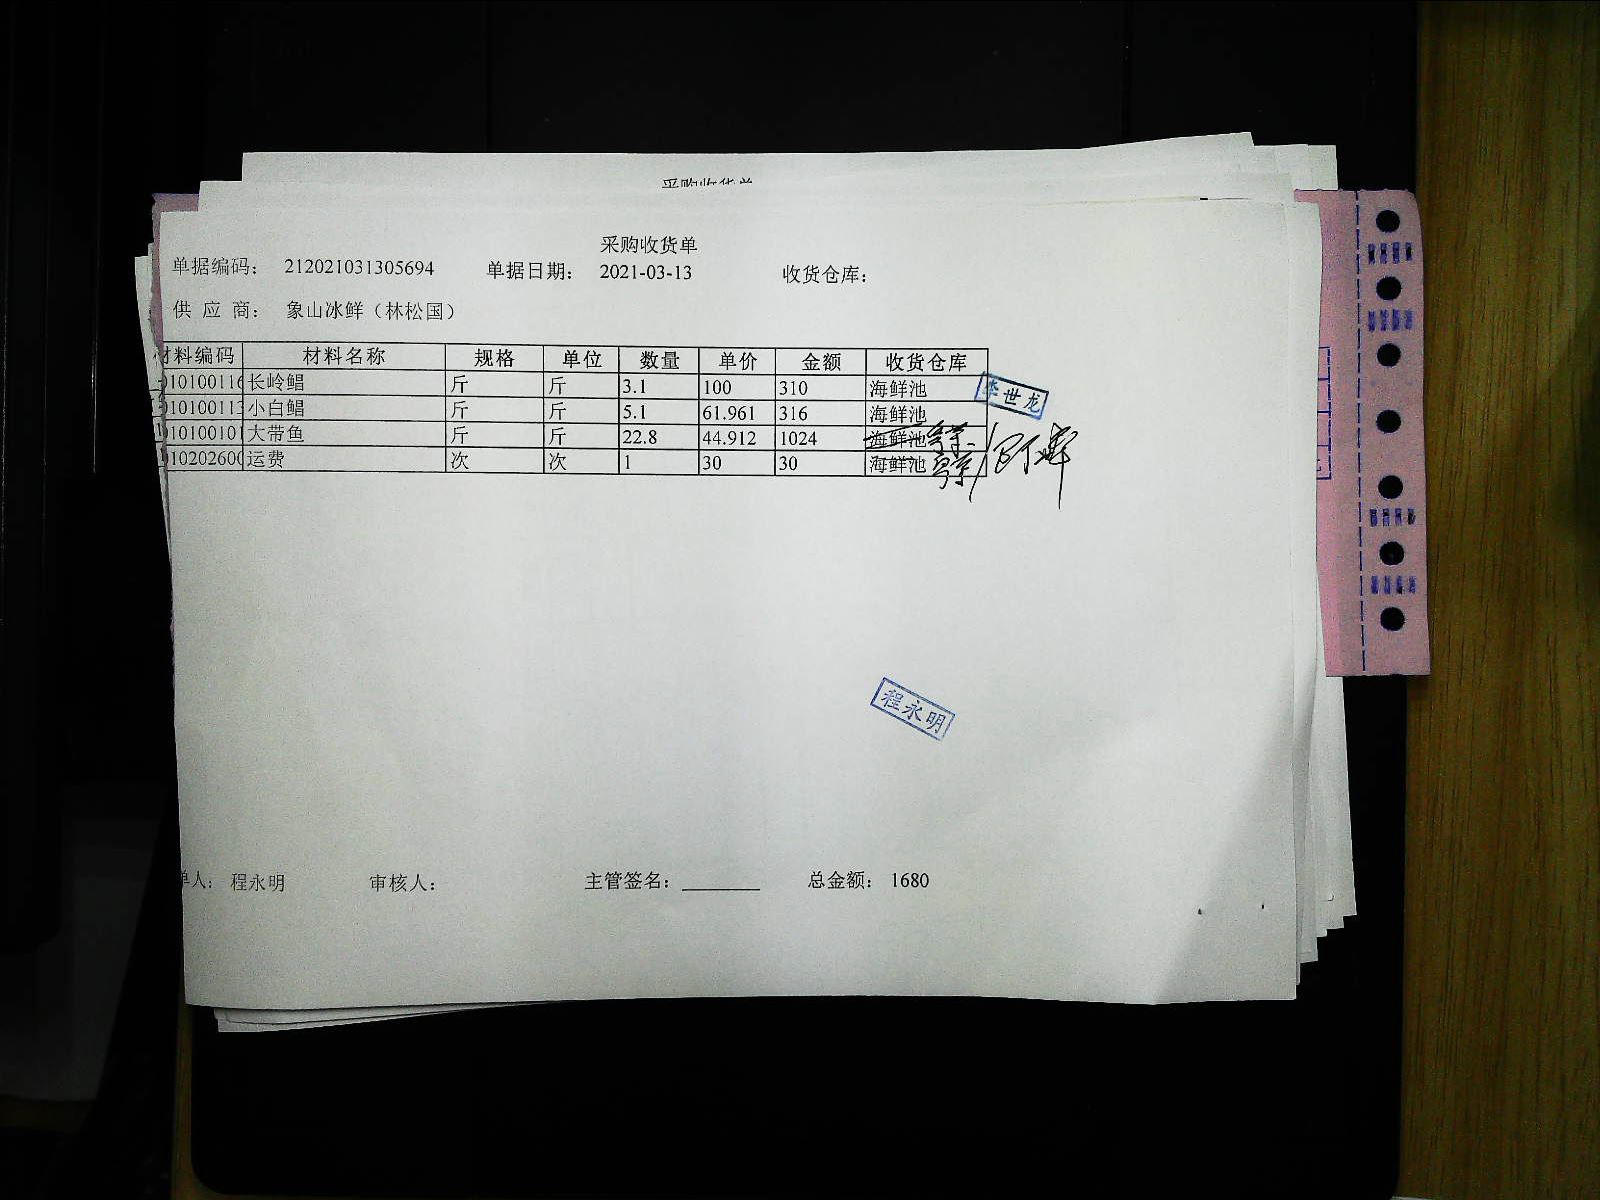 采购收货单
单据编码： 212021031305694 单据日期： 2021-03-13 收货仓库：
供 应 商： 象山冰鲜（林松国）
材料编码 材料名称 规格 单位 数量 单价 金额 收货仓库
010100116 长岭鲳 斤 斤 3.1 100 310 海鲜池
010100113 小白鲳 斤 斤 5.1 61.961 316 海鲜池
010100101 大带鱼 斤 斤 22.8 44.912 1024 海鲜池
010202600 运费 次 次 1 30 30 海鲜池
李世龙
程永明
单人： 程永明 审核人： 主管签名： 总金额： 1680